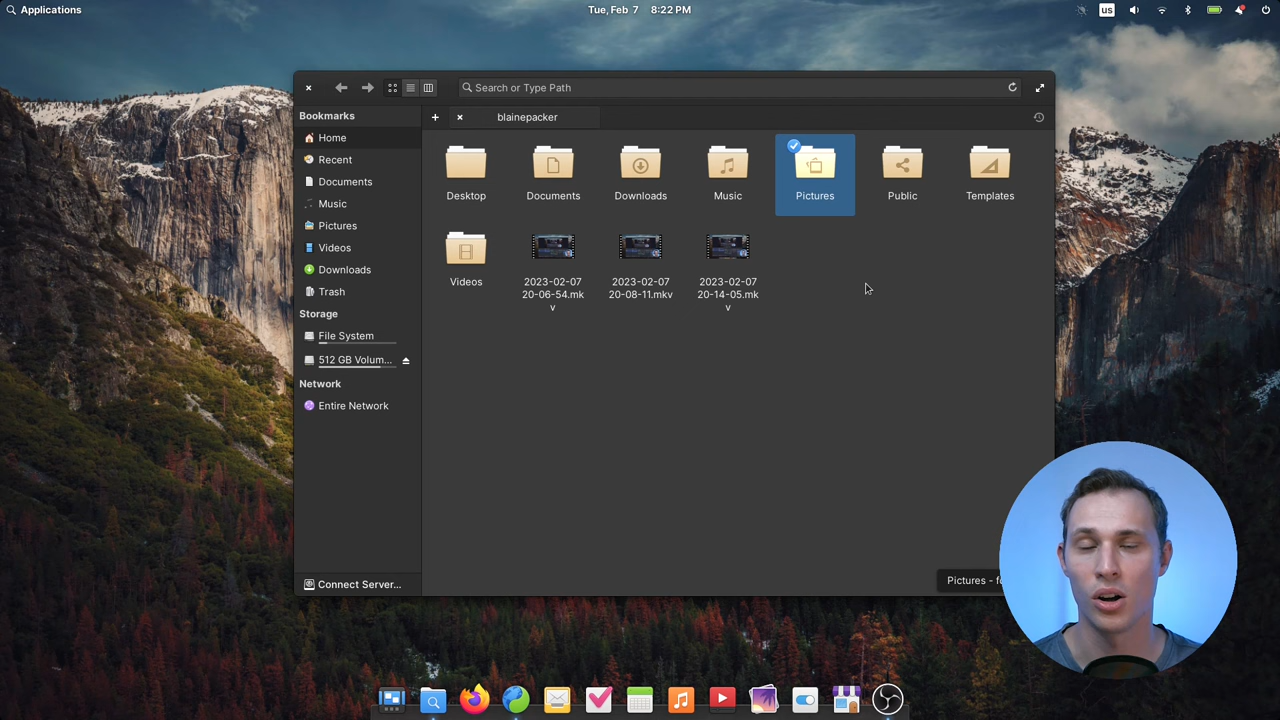 Applications
Tue, Feb 7 8:22 PM
us
Search or Type Path
Bookmarks
blainepacker
Home
Recent
Documents
Music
Pictures
Videos
Downloads
Trash
Storage
File System
512 GB Volum...
Network
Entire Network
Connect Server...
Desktop
Documents
Downloads
Music
Pictures
Public
Templates
Videos
2023-02-07
20-06-54.mk
v
2023-02-07
20-08-11.mkv
2023-02-07
20-14-05.mk
v
Pictures -